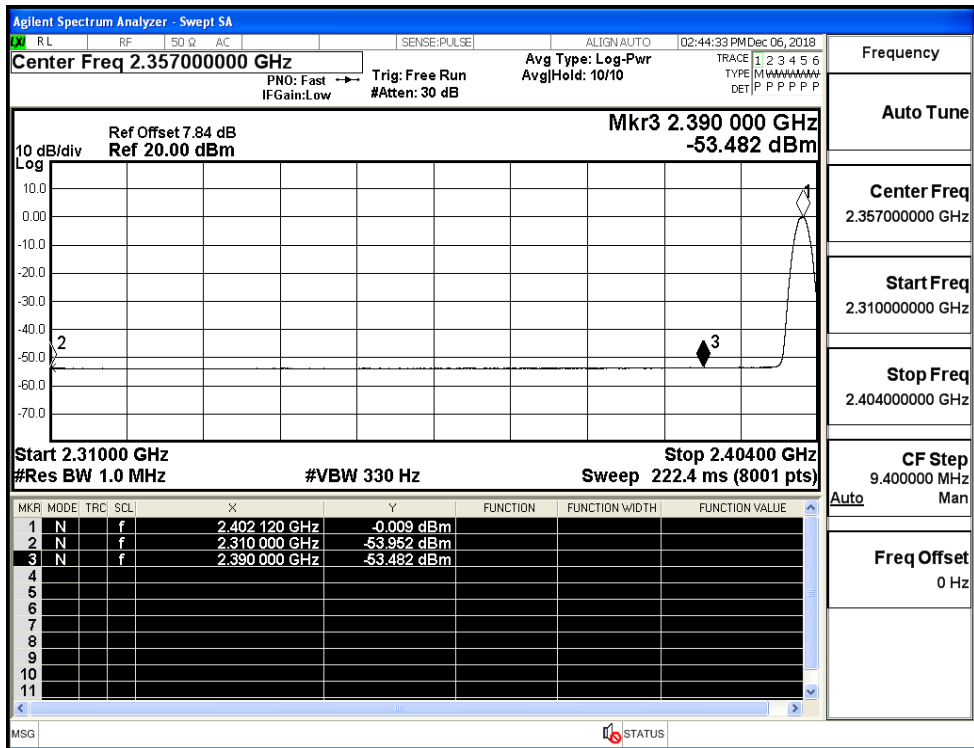 Agilent Spectrum Analyzer - Swept SA
LXI RL RF 50 Ω AC SENSE:PULSE ALIGN AUTO 02:44:33 PM Dec 06, 2018
Center Freq 2.357000000 GHz
PNO: Fast Trig: Free Run Avg Type: Log-Pwr TRACE 1 2 3 4 5 6
IFGain:Low #Atten: 30 dB Avg|Hold: 10/10 TYPE M WWWWW
DET P P P P P P
Mkr3 2.390 000 GHz
Ref Offset 7.84 dB
10 dB/div Ref 20.00 dBm -53.482 dBm
Log
10.0
0.00
-10.0
-20.0
-30.0
-40.0
-50.0
-60.0
-70.0
1
2
3
Start 2.31000 GHz Stop 2.40400 GHz
#Res BW 1.0 MHz #VBW 330 Hz Sweep 222.4 ms (8001 pts)
MKR MODE TRC SCL X Y FUNCTION FUNCTION WIDTH FUNCTION VALUE
1 N f 2.402 120 GHz -0.009 dBm
2 N f 2.310 000 GHz -53.952 dBm
3 N f 2.390 000 GHz -53.482 dBm
4
5
6
7
8
9
10
11
MSG STATUS
Frequency
Auto Tune
Center Freq
2.357000000 GHz
Start Freq
2.310000000 GHz
Stop Freq
2.404000000 GHz
CF Step
9.400000 MHz
Auto Man
Freq Offset
0 Hz